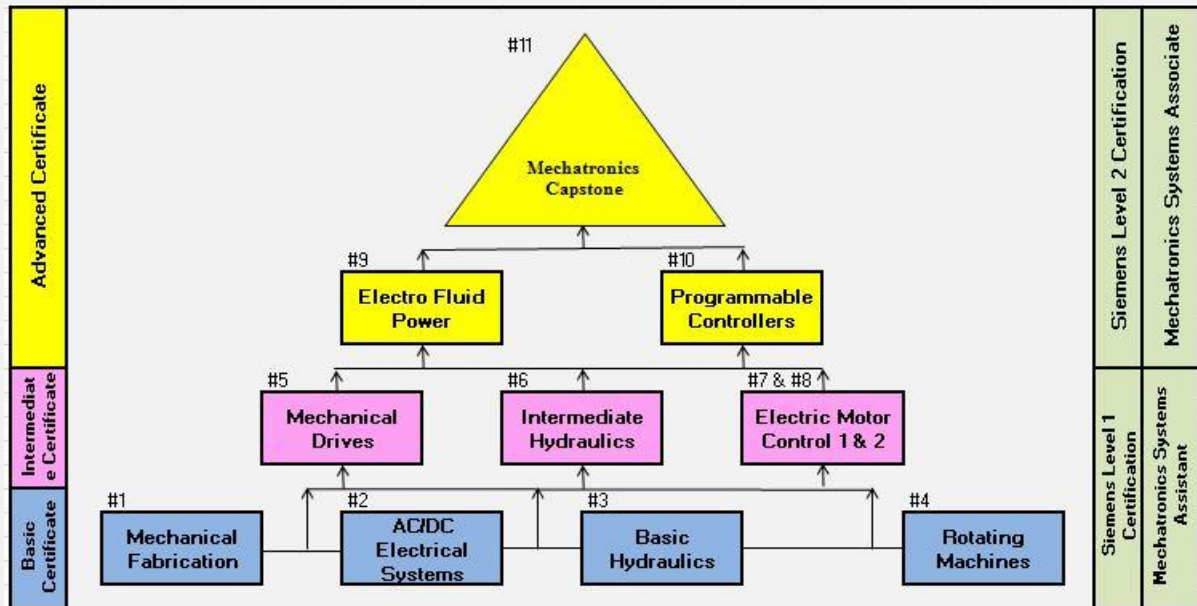 #11
Mechatronics
Capstone
#9
#10
Electro Fluid
Power
Programmable
Controllers
#5
#6
#7 & #8
Mechanical
Drives
Intermediate
Hydraulics
Electric Motor
Control 1 & 2
#1
#2
#3
#4
Mechanical
Fabrication
AC/DC
Electrical
Systems
Basic
Hydraulics
Rotating
Machines
Advanced Certificate
Intermediat
e Certificate
Basic
Certificate
Siemens Level 2 Certification
Mechatronics Systems Associate
Siemens Level 1
Certification
Mechatronics Systems
Assistant